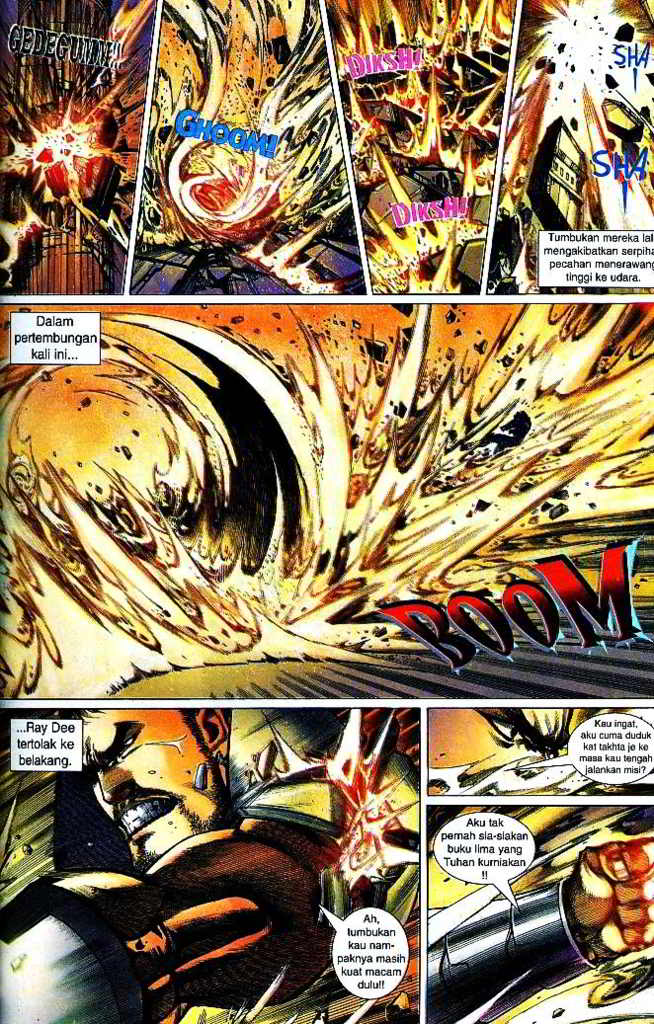 GEDEGUMM!!
GHOOM!
DIKSH!
DIKSH!
SHA
!
SHA
!
Tumbukan mereka
mengakibatkan
pecahan menerawang
tinggi ke udara.
Dalam
pertembungan
kali ini...
BOOM
...Ray Dee
tertolak ke
belakang.
Ah,
tumbukan
kau nam-
paknya masih
kuat macam
dulu!!
Kau ingat,
aku cuma duduk
kat takhta je ke
masa kau tengah
jalankan misi?
Aku tak
pernah sia-siakan
buku lima yang
Tuhan kurniakan
!!